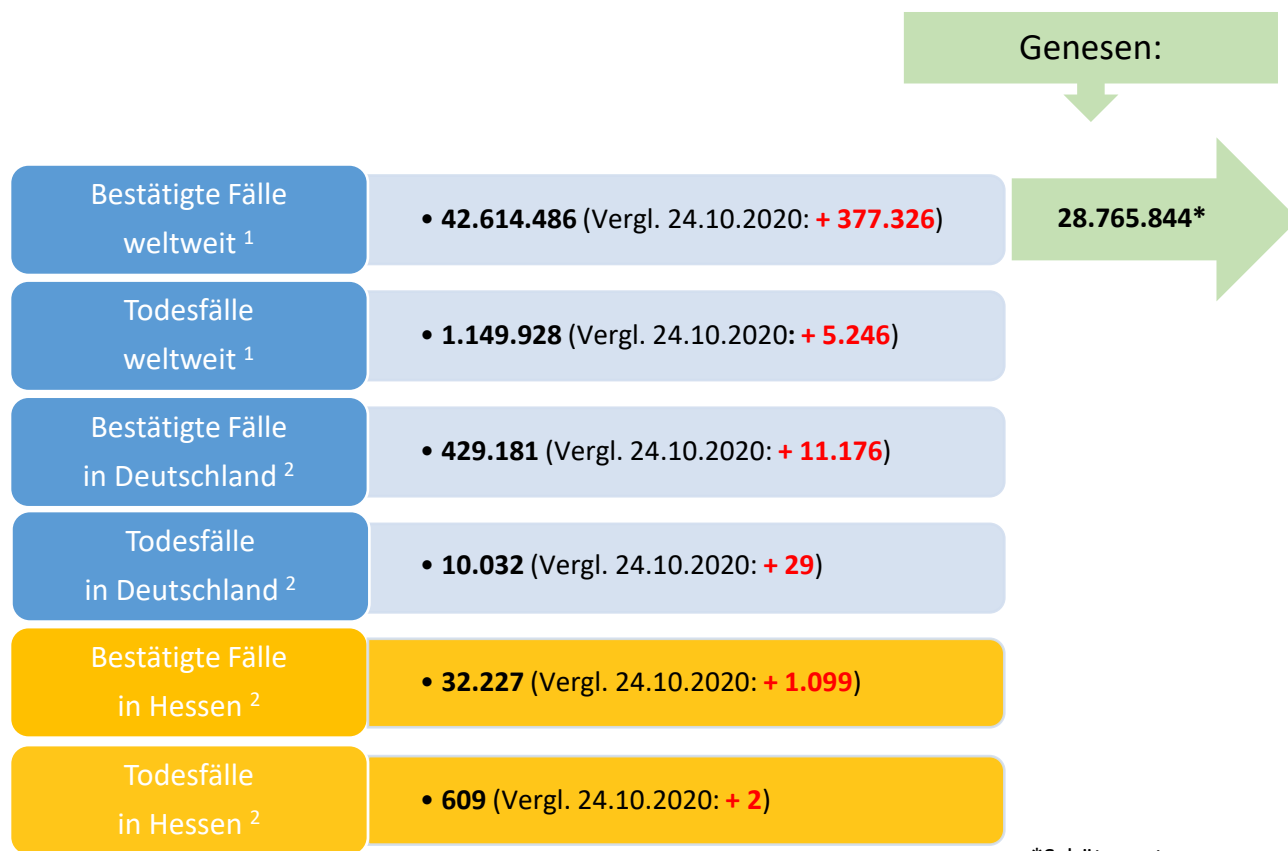 Genesen:
Bestätigte Fälle
weltweit ¹
• 42.614.486 (Vergl. 24.10.2020: + 377.326)
28.765.844*
Todesfälle
weltweit ¹
• 1.149.928 (Vergl. 24.10.2020: + 5.246)
Bestätigte Fälle
in Deutschland ²
• 429.181 (Vergl. 24.10.2020: + 11.176)
Todesfälle
in Deutschland ²
• 10.032 (Vergl. 24.10.2020: + 29)
Bestätigte Fälle
in Hessen ²
• 32.227 (Vergl. 24.10.2020: + 1.099)
Todesfälle
in Hessen ²
• 609 (Vergl. 24.10.2020: + 2)